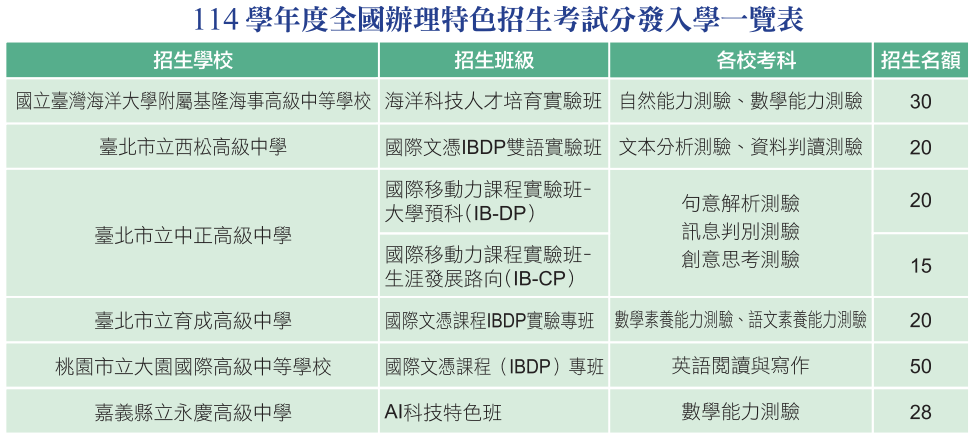 114 學年度全國辦理特色招生考試分發入學一覽表
招生學校 招生班級 各校考科 招生名額
國立臺灣海洋大學附屬基隆海事高級中等學校 海洋科技人才培育實驗班 自然能力測驗、數學能力測驗 30
臺北市立西松高級中學 國際文憑IBDP雙語實驗班 文本分析測驗、資料判讀測驗 20
臺北市立中正高級中學
國際移動力課程實驗班-
大學預科(IB-DP)
國際移動力課程實驗班-
生涯發展路向(IB-CP)
句意解析測驗
訊息判別測驗
創意思考測驗
20
15
臺北市立育成高級中學 國際文憑課程IBDP實驗專班 數學素養能力測驗、語文素養能力測驗 20
桃園市立大園國際高級中等學校 國際文憑課程(IBDP)專班 英語閱讀與寫作 50
嘉義縣立永慶高級中學 AI科技特色班 數學能力測驗 28